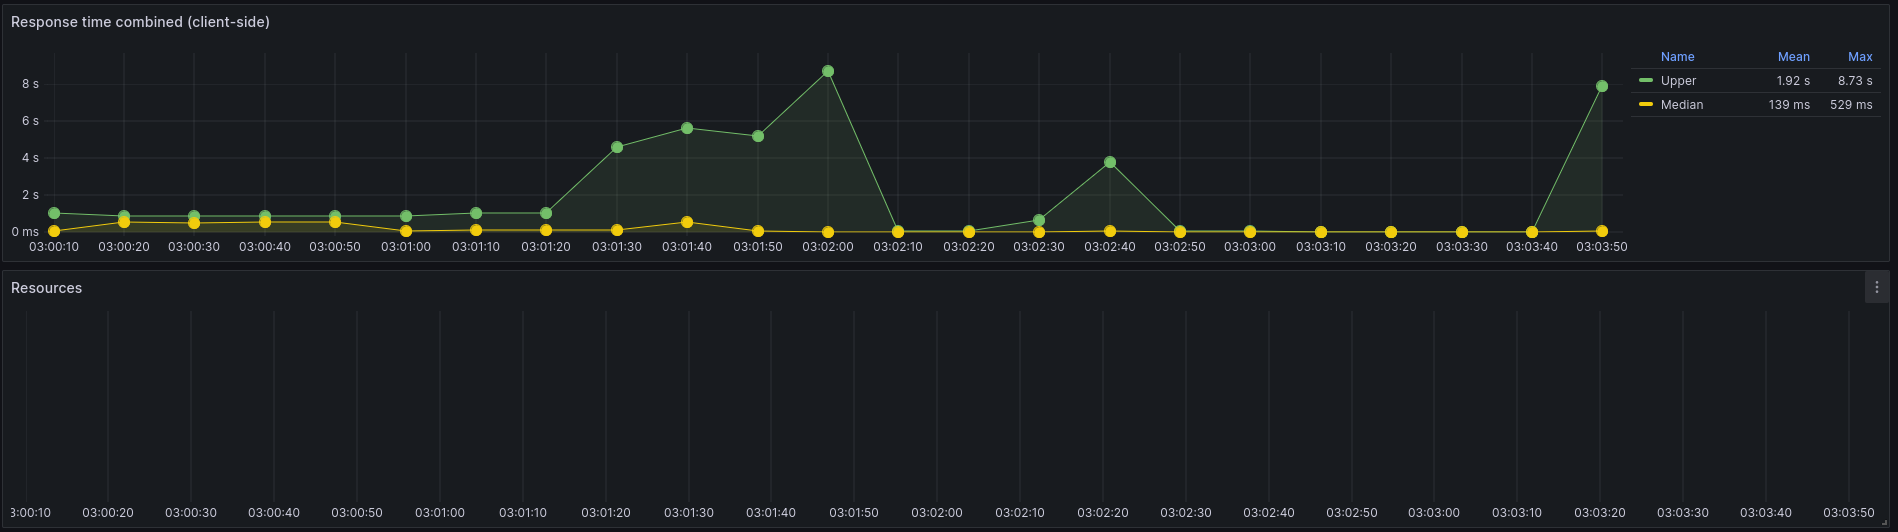 Response time combined (client-side)
Name Mean Max
Upper 1.92 s 8.73 s
Median 139 ms 529 ms
8 s
6 s
4 s
2 s
0 ms
03:00:10 03:00:20 03:00:30 03:00:40 03:00:50 03:01:00 03:01:10 03:01:20 03:01:30 03:01:40 03:01:50 03:02:00 03:02:10 03:02:20 03:02:30 03:02:40 03:02:50 03:03:00 03:03:10 03:03:20 03:03:30 03:03:40 03:03:50
Resources
3:00:10 03:00:20 03:00:30 03:00:40 03:00:50 03:01:00 03:01:10 03:01:20 03:01:30 03:01:40 03:01:50 03:02:00 03:02:10 03:02:20 03:02:30 03:02:40 03:02:50 03:03:00 03:03:10 03:03:20 03:03:30 03:03:40 03:03:50